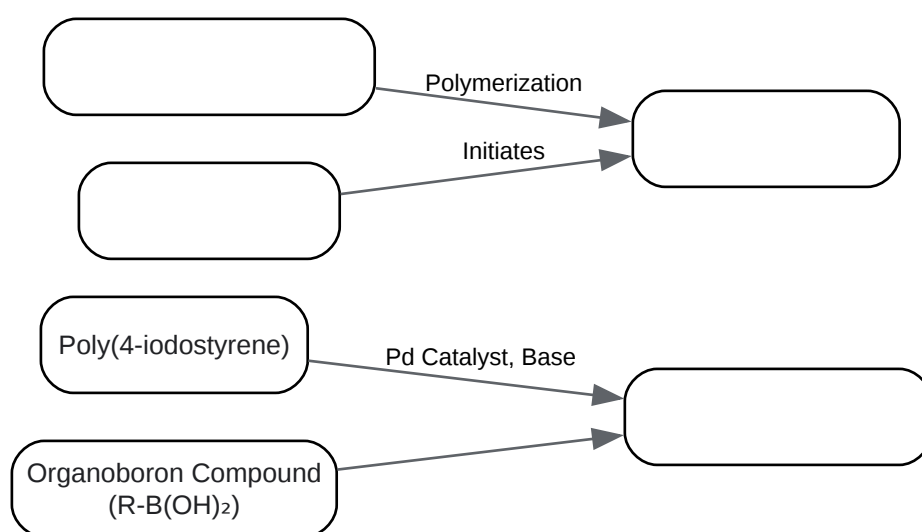 Polymerization
Initiates
Poly(4-iodostyrene)
Pd Catalyst, Base
Organoboron Compound
(R-B(OH)₂)